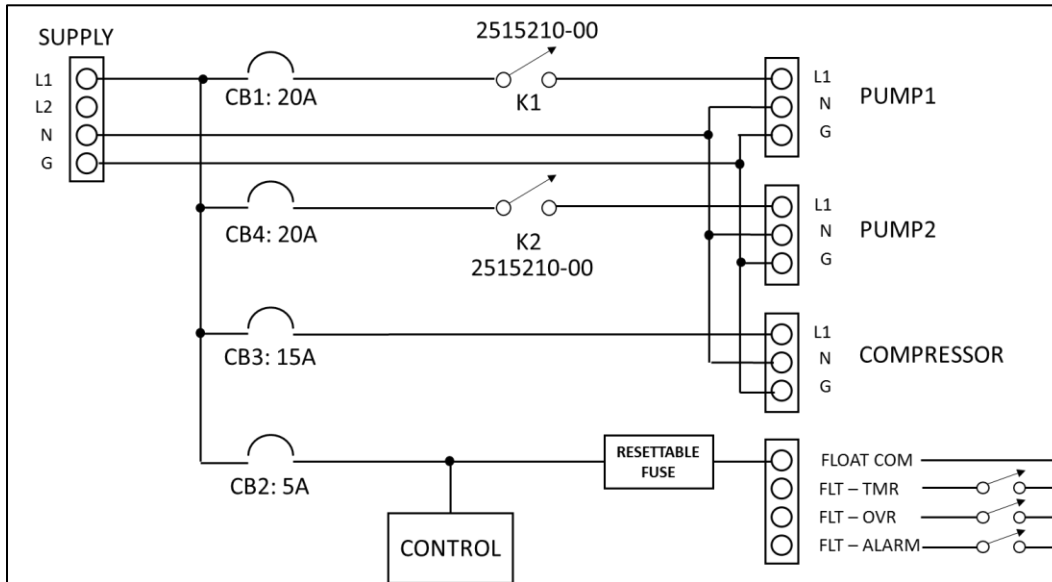 SUPPLY
L1
L2
N
G
CB1: 20A
2515210-00
K1
L1
N
G
PUMP1
CB4: 20A
K2
2515210-00
L1
N
G
PUMP2
CB3: 15A
L1
N
G
COMPRESSOR
CB2: 5A
CONTROL
RESETTABLE
FUSE
FLOAT COM
FLT – TMR
FLT – OVR
FLT – ALARM